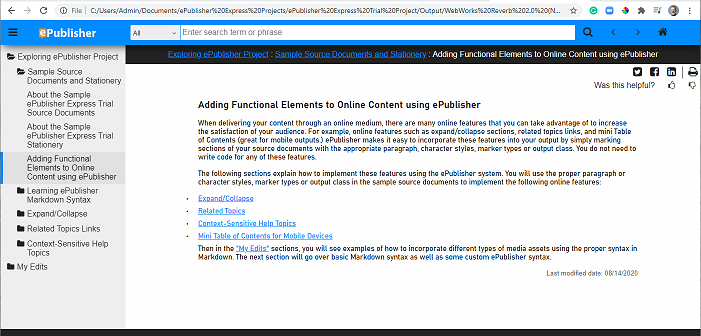 File | C:/Users/Admin/Documents/ePublisher%20Express%20Projects/ePublisher%20Express%20Trial%20Project/Output/WebWorks%20Reverb%202.0%20(N...
ePublisher
All
Enter search term or phrase
Exploring ePublisher Project : Sample Source Documents and Stationery : Adding Functional Elements to Online Content using ePublisher
Exploring ePublisher Project
Sample Source
Documents and Stationery
About the Sample
ePublisher Express Trial
Source Documents
About the Sample
ePublisher Express Trial
Stationery
Adding Functional
Elements to Online
Content using ePublisher
Learning ePublisher
Markdown Syntax
Expand/Collapse
Related Topics Links
Context-Sensitive Help
Topics
My Edits
Was this helpful?
Adding Functional Elements to Online Content using ePublisher
When delivering your content through an online medium, there are many online features that you can take advantage of to increase
the satisfaction of your audience. For example, online features such as expand/collapse sections, related topics links, and mini Table
of Contents (great for mobile outputs.) ePublisher makes it easy to incorporate these features into your output by simply marking
sections of your source documents with the appropriate paragraph, character styles, marker types or output class. You do not need to
write code for any of these features.
The following sections explain how to implement these features using the ePublisher system. You will use the proper paragraph or
character styles, marker types or output class in the sample source documents to implement the following online features:
• Expand/Collapse
• Related Topics
• Context-Sensitive Help Topics
• Mini Table of Contents for Mobile Devices
Then in the "My Edits" sections, you will see examples of how to incorporate different types of media assets using the proper syntax in
Markdown. The next section will go over basic Markdown syntax as well as some custom ePublisher syntax.
Last modified date: 08/14/2020